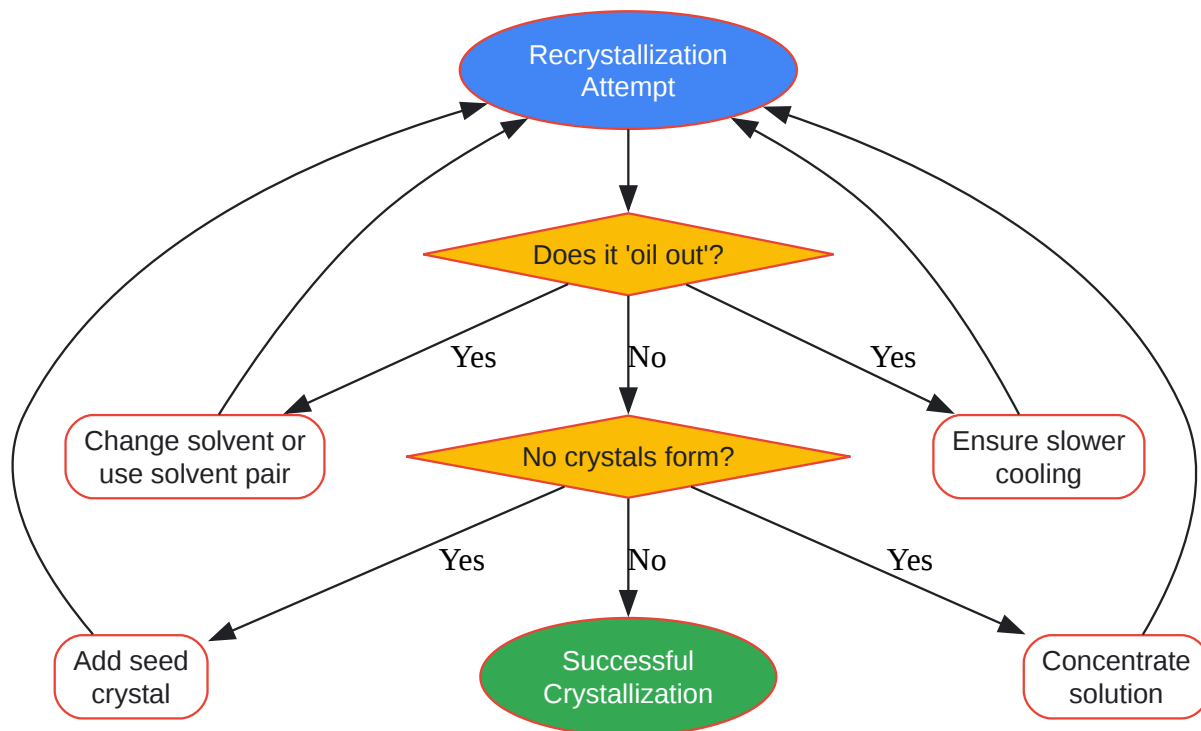 Recrystallization
Attempt
Does it 'oil out'?
Yes
No
Yes
Change solvent or
use solvent pair
No crystals form?
Ensure slower
cooling
Yes
No
Yes
Add seed
crystal
Successful
Crystallization
Concentrate
solution